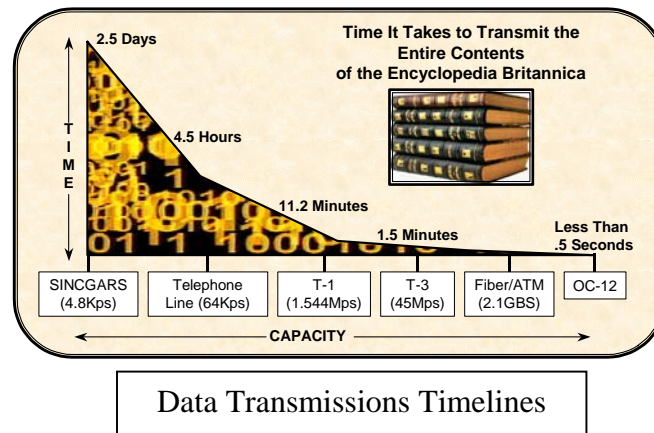 Time It Takes to Transmit the
Entire Contents
of the Encyclopedia Britannica
2.5 Days
4.5 Hours
11.2 Minutes
1.5 Minutes
Less Than
.5 Seconds
TIME
SINCGARS
(4.8Kps)
Telephone
Line (64Kps)
T-1
(1.544Mps)
T-3
(45Mps)
Fiber/ATM
(2.1GBS)
OC-12
CAPACITY
Data Transmissions Timelines